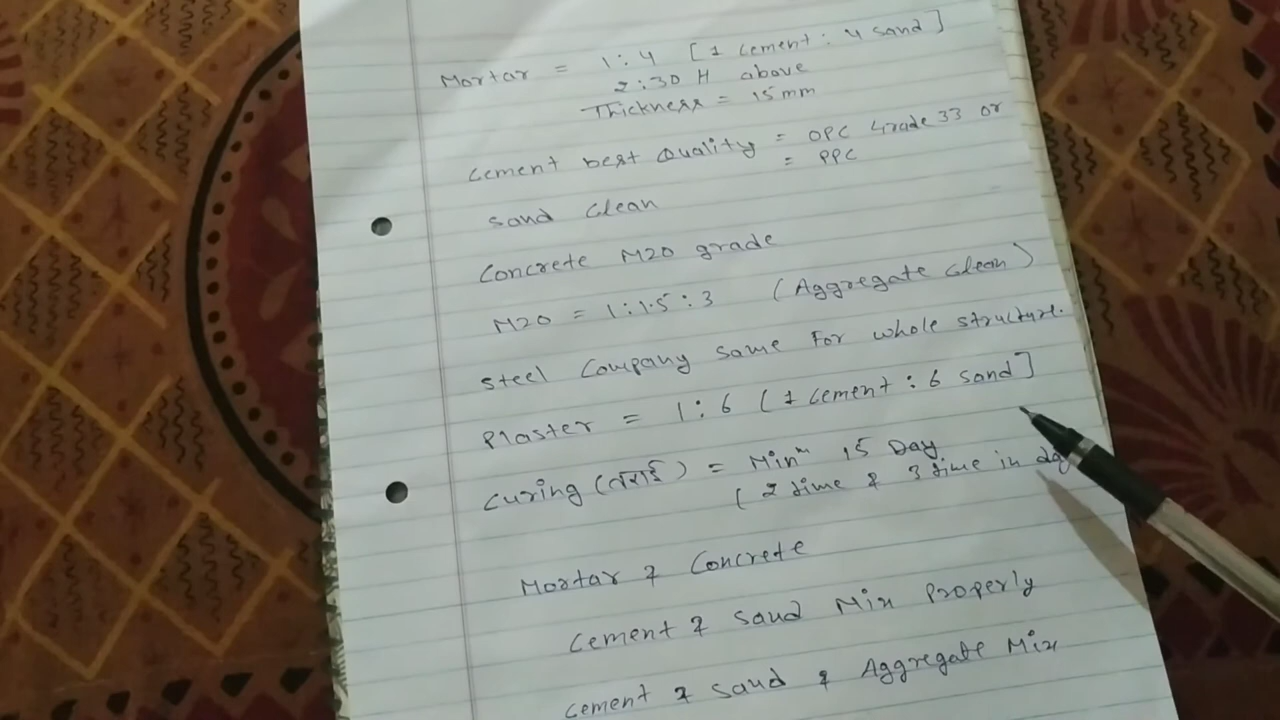 Mortar = 1:4 [1 cement : 4 sand]
2:30 H above
Thickness = 15mm
Cement best Quality = OPC Grade 33 or
= PPC
Sand Clean
Concrete M20 grade
M20 = 1:1.5:3 (Aggregate Clean)
Steel Company same For whole structure.
Plaster = 1:6 (1 cement : 6 sand]
Curing (तराई) = Minᵐ 15 Day.
( 2 time & 3 time in day
Mortar & Concrete
Cement & Sand Mix Properly
Cement & Sand & Aggregate Mix